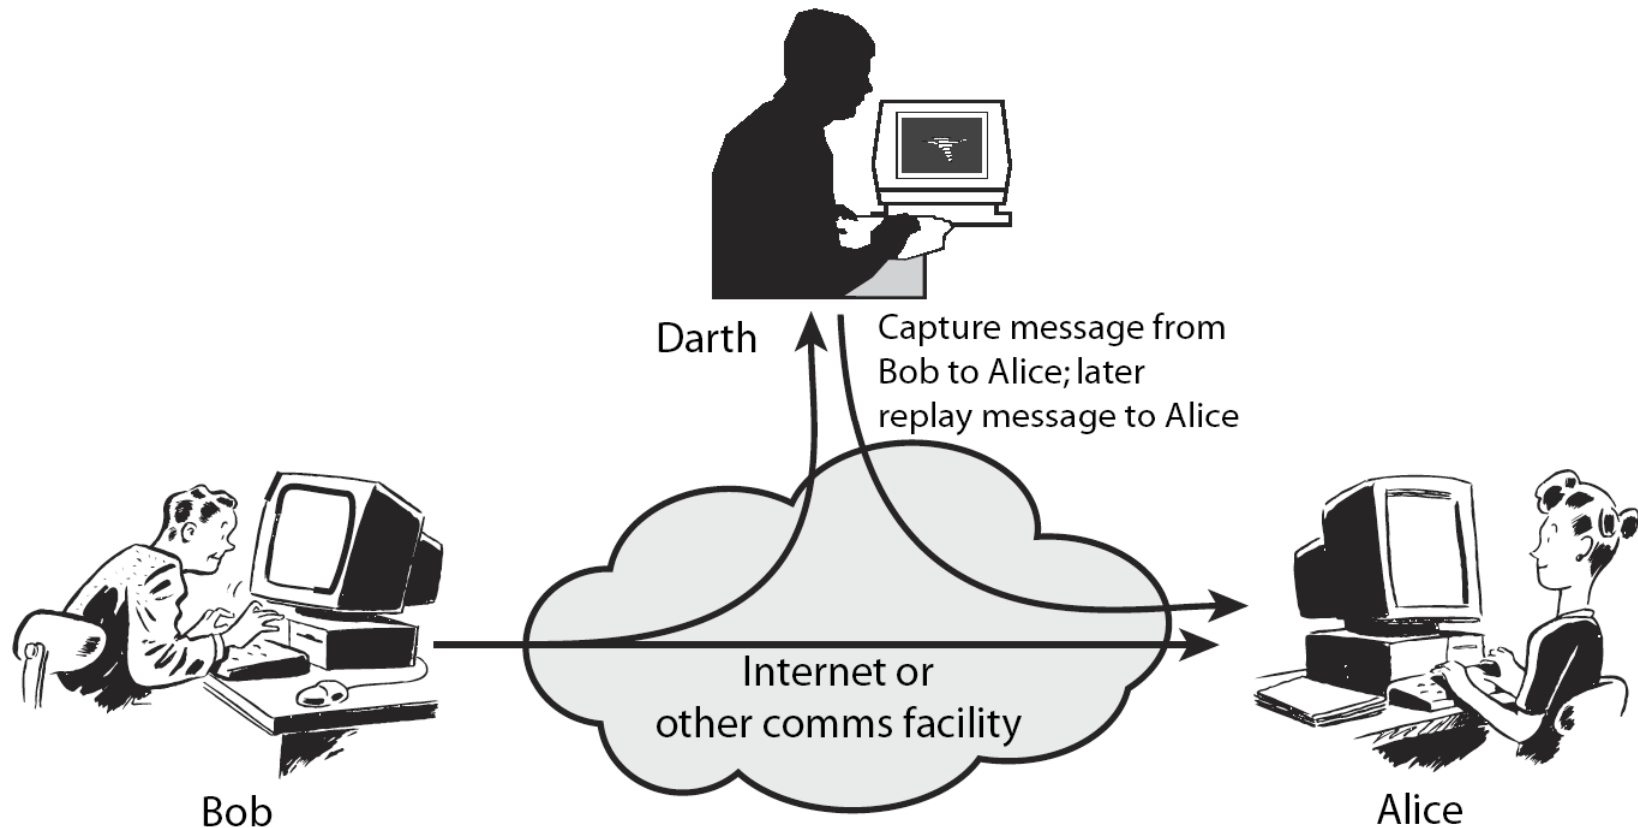 Darth
Capture message from
Bob to Alice; later
replay message to Alice
Internet or
other comms facility
Bob
Alice